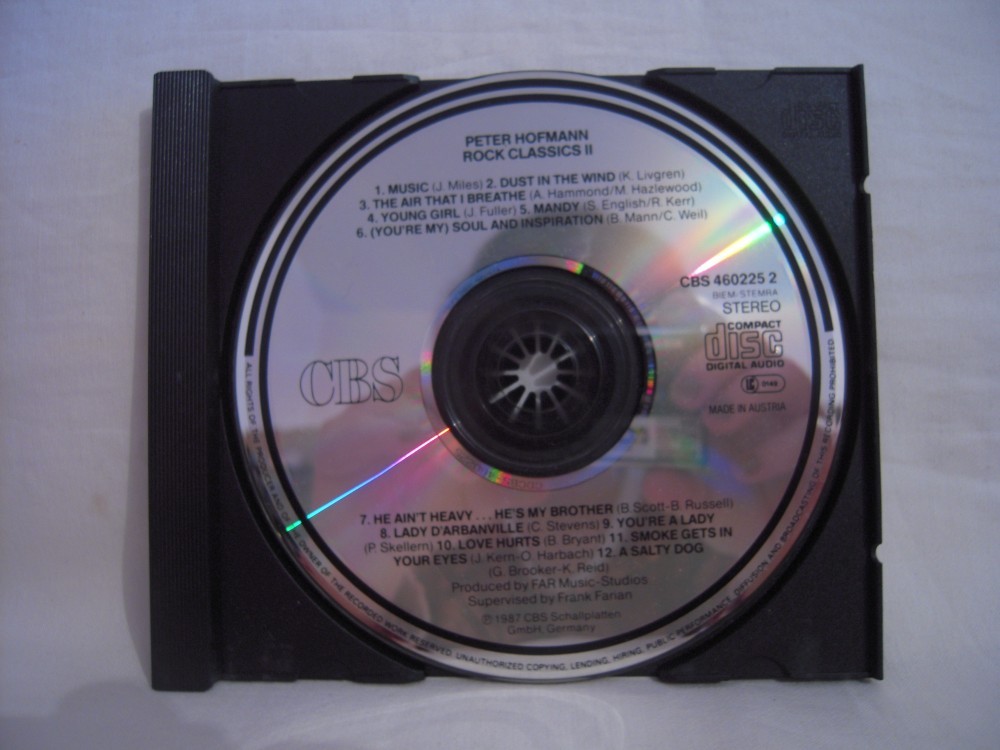 PETER HOFMANN
ROCK CLASSICS II
1. MUSIC (J. Miles) 2. DUST IN THE WIND (K. Livgren)
3. THE AIR THAT I BREATHE (A. Hammond/M. Hazlewood)
4. YOUNG GIRL (J. Fuller) 5. MANDY (S. English/R. Kerr)
6. (YOU'RE MY) SOUL AND INSPIRATION (B. Mann/C. Weil)
CBS 460225 2
BIEM-STEMRA
STEREO
COMPACT
disc
DIGITAL AUDIO
MADE IN AUSTRIA
CBS
7. HE AIN'T HEAVY ... HE'S MY BROTHER (B. Scott-B. Russell)
8. LADY D'ARBANVILLE (C. Stevens) 9. YOU'RE A LADY
(P. Skellern) 10. LOVE HURTS (B. Bryant) 11. SMOKE GETS IN
YOUR EYES (J. Kern-O. Harbach) 12. A SALTY DOG
(G. Brooker-K. Reid)
Produced by FAR Music-Studios
Supervised by Frank Farian
℗ 1987 CBS Schallplatten
GmbH, Germany
ALL RIGHTS OF THE PRODUCER AND OF THE OWNER OF THE RECORDED WORK RESERVED. UNAUTHORIZED COPYING, LENDING, HIRING, PUBLIC PERFORMANCE, DIFFUSION AND BROADCASTING OF THIS RECORDING PROHIBITED.